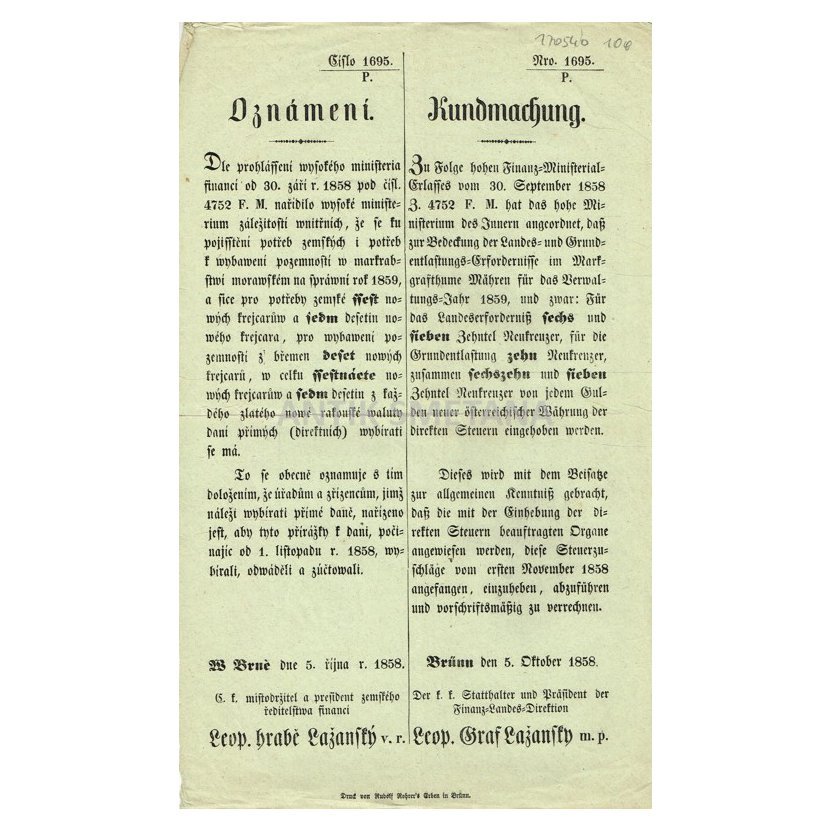 170540 100
Číslo 1695.
P.
Oznámení.
Dle prohlássení wysokého ministeria
financí od 30. září r. 1858 pod čísl.
4752 F. M. nařídilo wysoké ministe-
rium záležitostí wnitřních, že se ku
pojisstění potřeb zemských i potřeb
k wybawení pozemností w markrab-
stwí morawském na spráwní rok 1859,
a sice pro potřeby zemské ssest no-
wých krejcarůw a sedm desetin no-
wého krejcara, pro wybawení po-
zemností z břemen deset nowých
krejcarů, w celku ssestnácte no-
wých krejcarůw a sedm desetin z kaž-
dého zlatého nowé rakouské waluty
daní přímých (direktních) wybírati
se má.
To se obecně oznamuje s tím
doložením, že úřadům a zřízencům, jimž
náleží wybírati přímé daně, nařízeno
jest, aby tyto přirážky k dani, počí-
najíc od 1. listopadu r. 1858, wy-
bírali, odwáděli a zúčtowali.
W Brně dne 5. října r. 1858.
C. k. místodržitel a president zemského
ředitelstwa financí
Leop. hrabě Lažanský v. r.
Nro. 1695.
P.
Kundmachung.
Zu Folge hohen Finanz-Ministerial-
Erlasses vom 30. September 1858
Z. 4752 F. M. hat das hohe Mi-
nisterium des Innern angeordnet, daß
zur Bedeckung der Landes- und Grund-
entlastungs-Erfordernisse im Mark-
grafthume Mähren für das Verwal-
tungs-Jahr 1859, und zwar: Für
das Landeserforderniß sechs und
sieben Zehntel Neukreuzer, für die
Grundentlastung zehn Neukreuzer,
zusammen sechszehn und sieben
Zehntel Neukreuzer von jedem Gul-
den neuer österreichischer Währung der
direkten Steuern eingehoben werden.
Dieses wird mit dem Beisatze
zur allgemeinen Kenntniß gebracht,
daß die mit der Einhebung der di-
rekten Steuern beauftragten Organe
angewiesen werden, diese Steuerzu-
schläge vom ersten November 1858
angefangen, einzuheben, abzuführen
und vorschriftsmäßig zu verrechnen.
Brünn den 5. Oktober 1858.
Der k. k. Statthalter und Präsident der
Finanz-Landes-Direktion
Leop. Graf Lažansky m. p.
Druck von Rudolf Rohrer's Erben in Brünn.